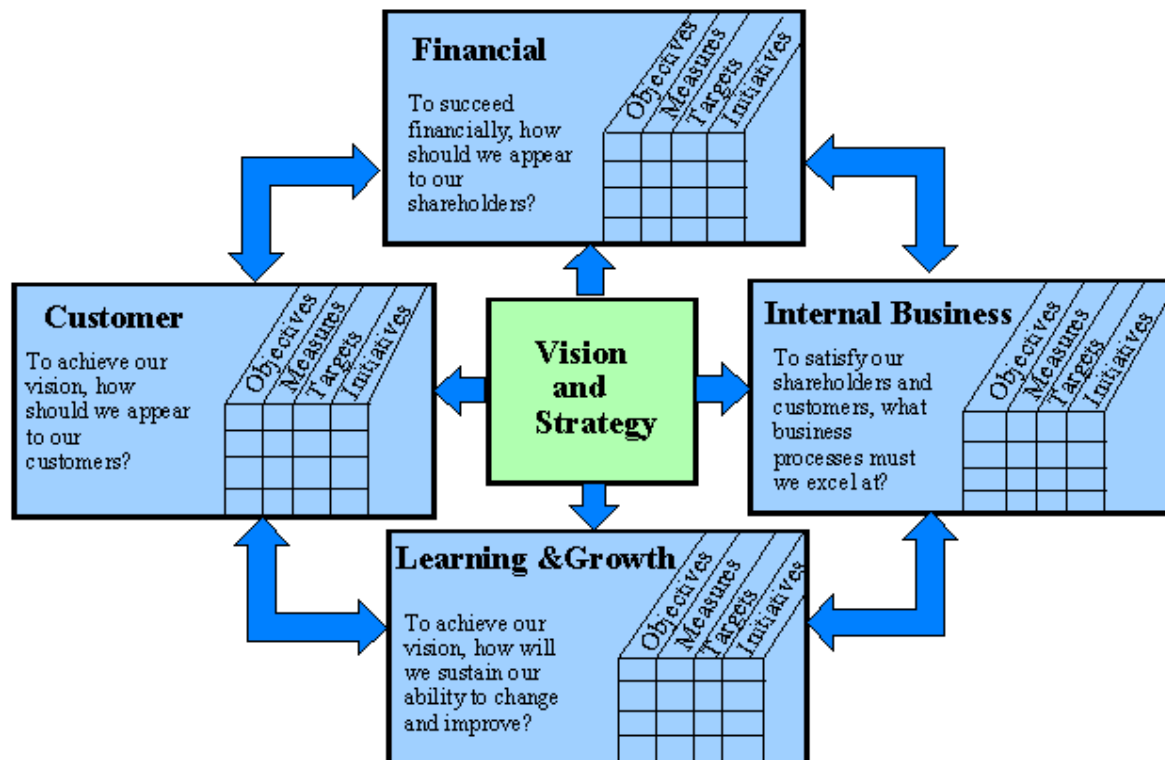 Financial
To succeed
financially, how
should we appear
to our
shareholders?
Objectives
Measures
Targets
Initiatives
Customer
To achieve our
vision, how
should we appear
to our
customers?
Objectives
Measures
Targets
Initiatives
Vision
and
Strategy
Internal Business
To satisfy our
shareholders and
customers, what
business
processes must
we excel at?
Objectives
Measures
Targets
Initiatives
Learning &Growth
To achieve our
vision, how will
we sustain our
ability to change
and improve?
Objectives
Measures
Targets
Initiatives